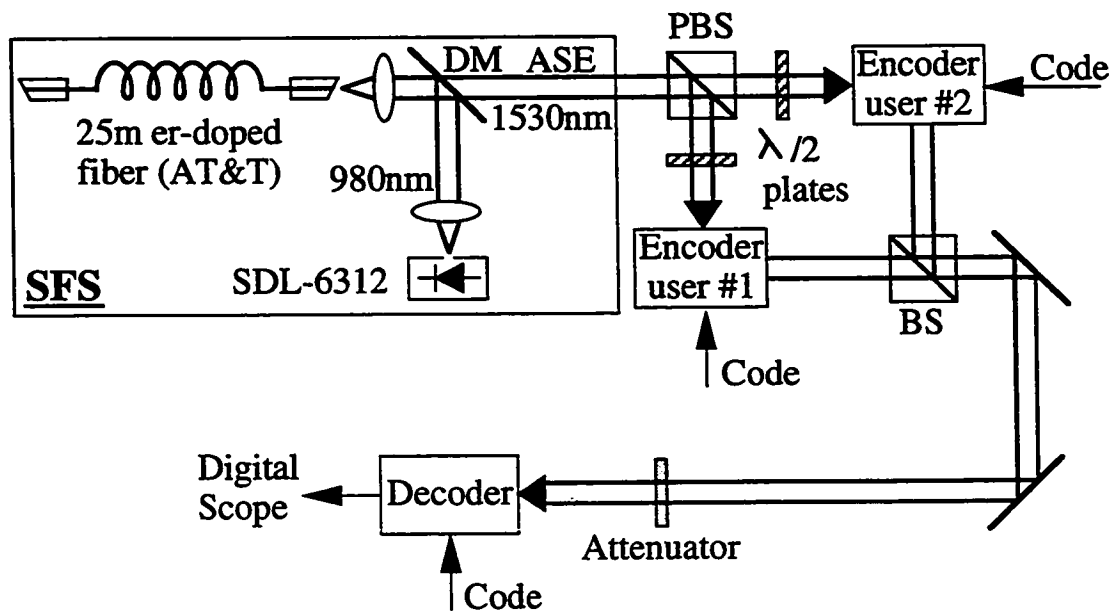 PBS
DM ASE
Encoder
user #2
Code
1530nm
25m er-doped
fiber (AT&T)
980nm
λ/2
plates
SFS
SDL-6312
Encoder
user #1
BS
Code
Digital
Scope
Decoder
Attenuator
Code